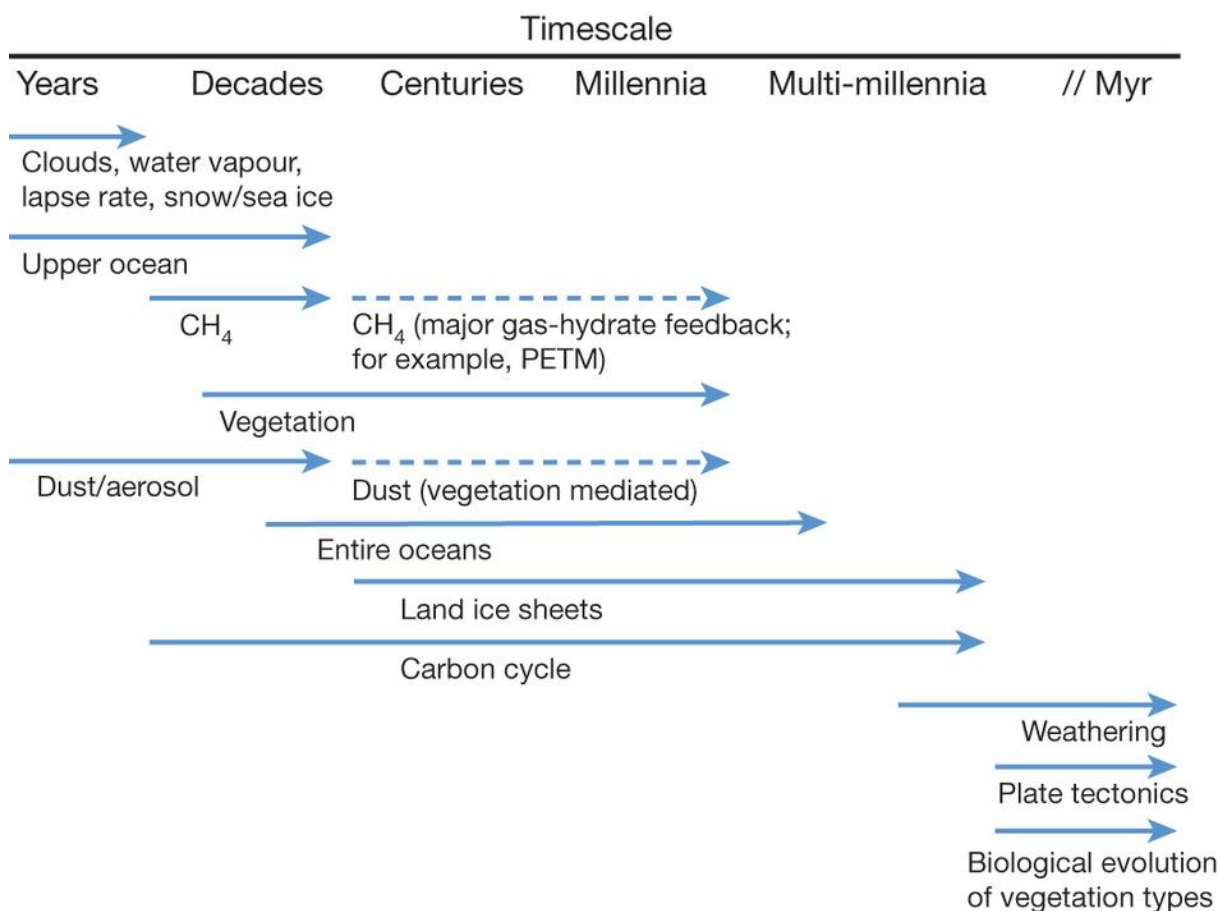 Timescale
Years Decades Centuries Millennia Multi-millennia // Myr
Clouds, water vapour,
lapse rate, snow/sea ice
Upper ocean
CH₄
CH₄ (major gas-hydrate feedback;
for example, PETM)
Vegetation
Dust/aerosol
Dust (vegetation mediated)
Entire oceans
Land ice sheets
Carbon cycle
Weathering
Plate tectonics
Biological evolution
of vegetation types